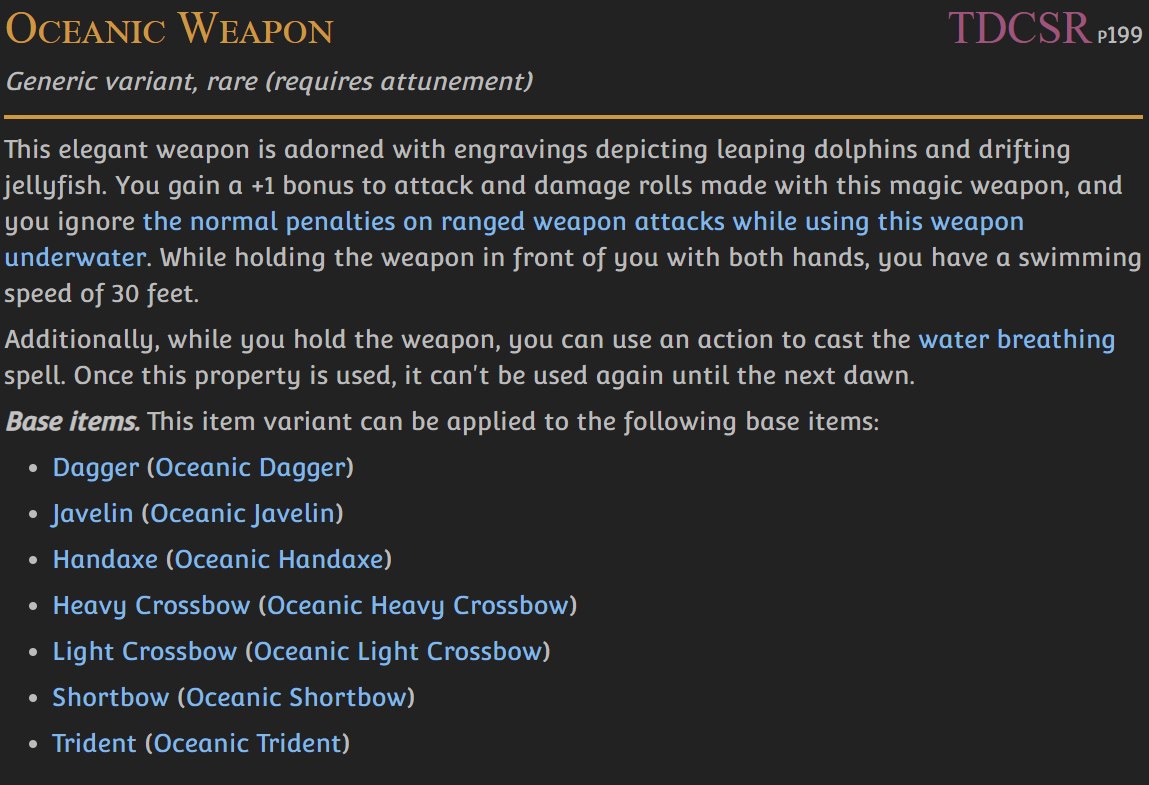 Oceanic Weapon TDCSR p199
Generic variant, rare (requires attunement)
This elegant weapon is adorned with engravings depicting leaping dolphins and drifting
jellyfish. You gain a +1 bonus to attack and damage rolls made with this magic weapon, and
you ignore the normal penalties on ranged weapon attacks while using this weapon
underwater. While holding the weapon in front of you with both hands, you have a swimming
speed of 30 feet.
Additionally, while you hold the weapon, you can use an action to cast the water breathing
spell. Once this property is used, it can't be used again until the next dawn.
Base items. This item variant can be applied to the following base items:
• Dagger (Oceanic Dagger)
• Javelin (Oceanic Javelin)
• Handaxe (Oceanic Handaxe)
• Heavy Crossbow (Oceanic Heavy Crossbow)
• Light Crossbow (Oceanic Light Crossbow)
• Shortbow (Oceanic Shortbow)
• Trident (Oceanic Trident)